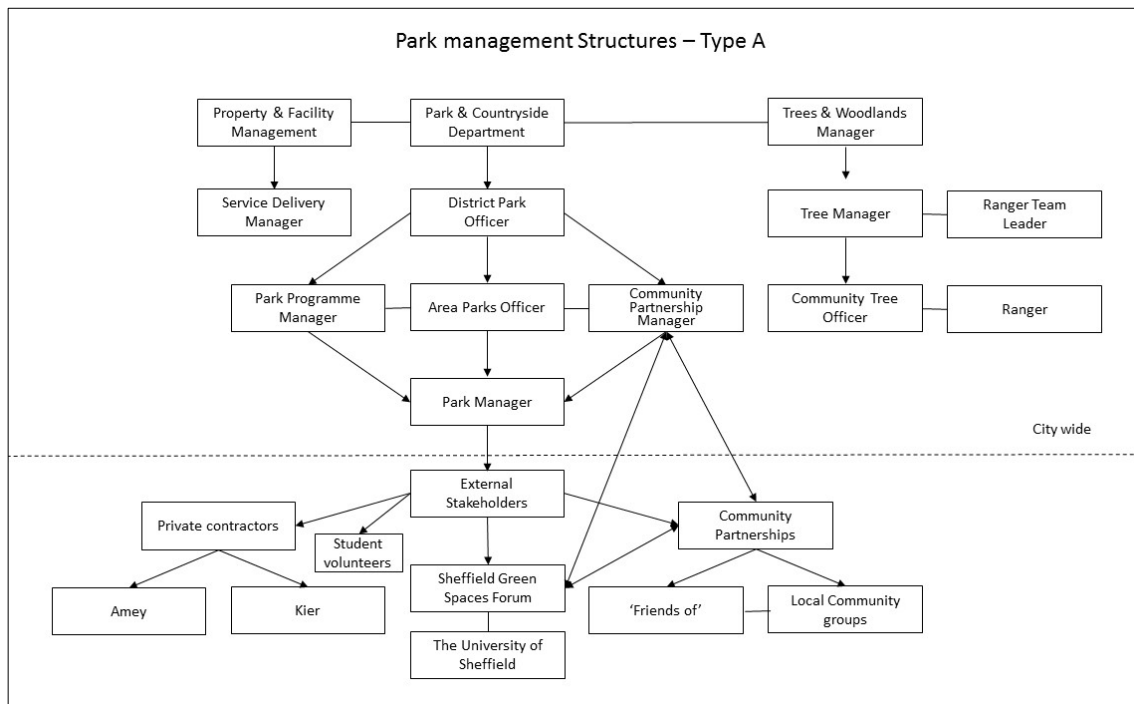 Park management Structures – Type A
Property & Facility
Management
Park & Countryside
Department
Trees & Woodlands
Manager
Service Delivery
Manager
District Park
Officer
Tree Manager
Ranger Team
Leader
Park Programme
Manager
Area Parks Officer
Community
Partnership
Manager
Community Tree
Officer
Ranger
Park Manager
City wide
External
Stakeholders
Private contractors
Student
volunteers
Community
Partnerships
Amey
Kier
Sheffield Green
Spaces Forum
‘Friends of’
Local Community
groups
The University of
Sheffield